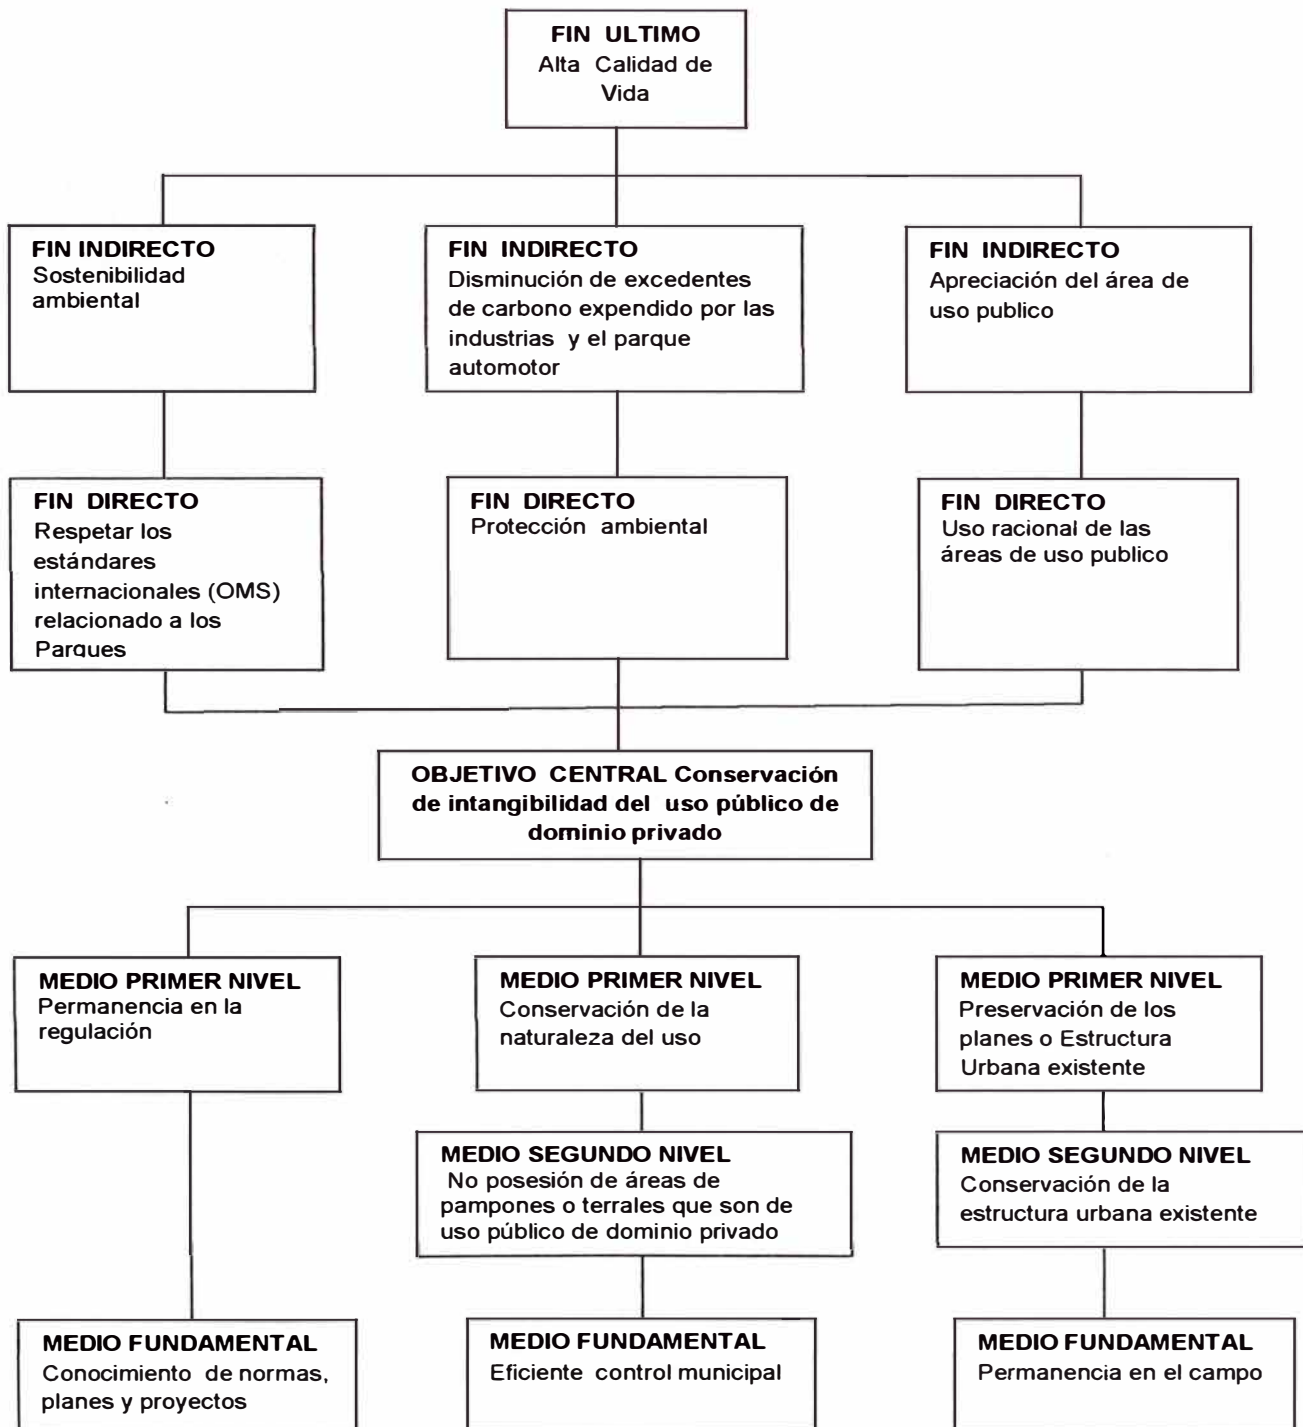 FIN ULTIMO
Alta Calidad de
Vida
FIN INDIRECTO
Sostenibilidad
ambiental
FIN INDIRECTO
Disminución de excedentes
de carbono expendido por las
industrias y el parque
automotor
FIN INDIRECTO
Apreciación del área de
uso publico
FIN DIRECTO
Respetar los
estándares
internacionales (OMS)
relacionado a los
Parques
FIN DIRECTO
Protección ambiental
FIN DIRECTO
Uso racional de las
áreas de uso publico
OBJETIVO CENTRAL Conservación
de intangibilidad del uso público de
dominio privado
MEDIO PRIMER NIVEL
Permanencia en la
regulación
MEDIO PRIMER NIVEL
Conservación de la
naturaleza del uso
MEDIO PRIMER NIVEL
Preservación de los
planes o Estructura
Urbana existente
MEDIO SEGUNDO NIVEL
No posesión de áreas de
pampones o terrales que son de
uso público de dominio privado
MEDIO SEGUNDO NIVEL
Conservación de la
estructura urbana existente
MEDIO FUNDAMENTAL
Conocimiento de normas,
planes y proyectos
MEDIO FUNDAMENTAL
Eficiente control municipal
MEDIO FUNDAMENTAL
Permanencia en el campo